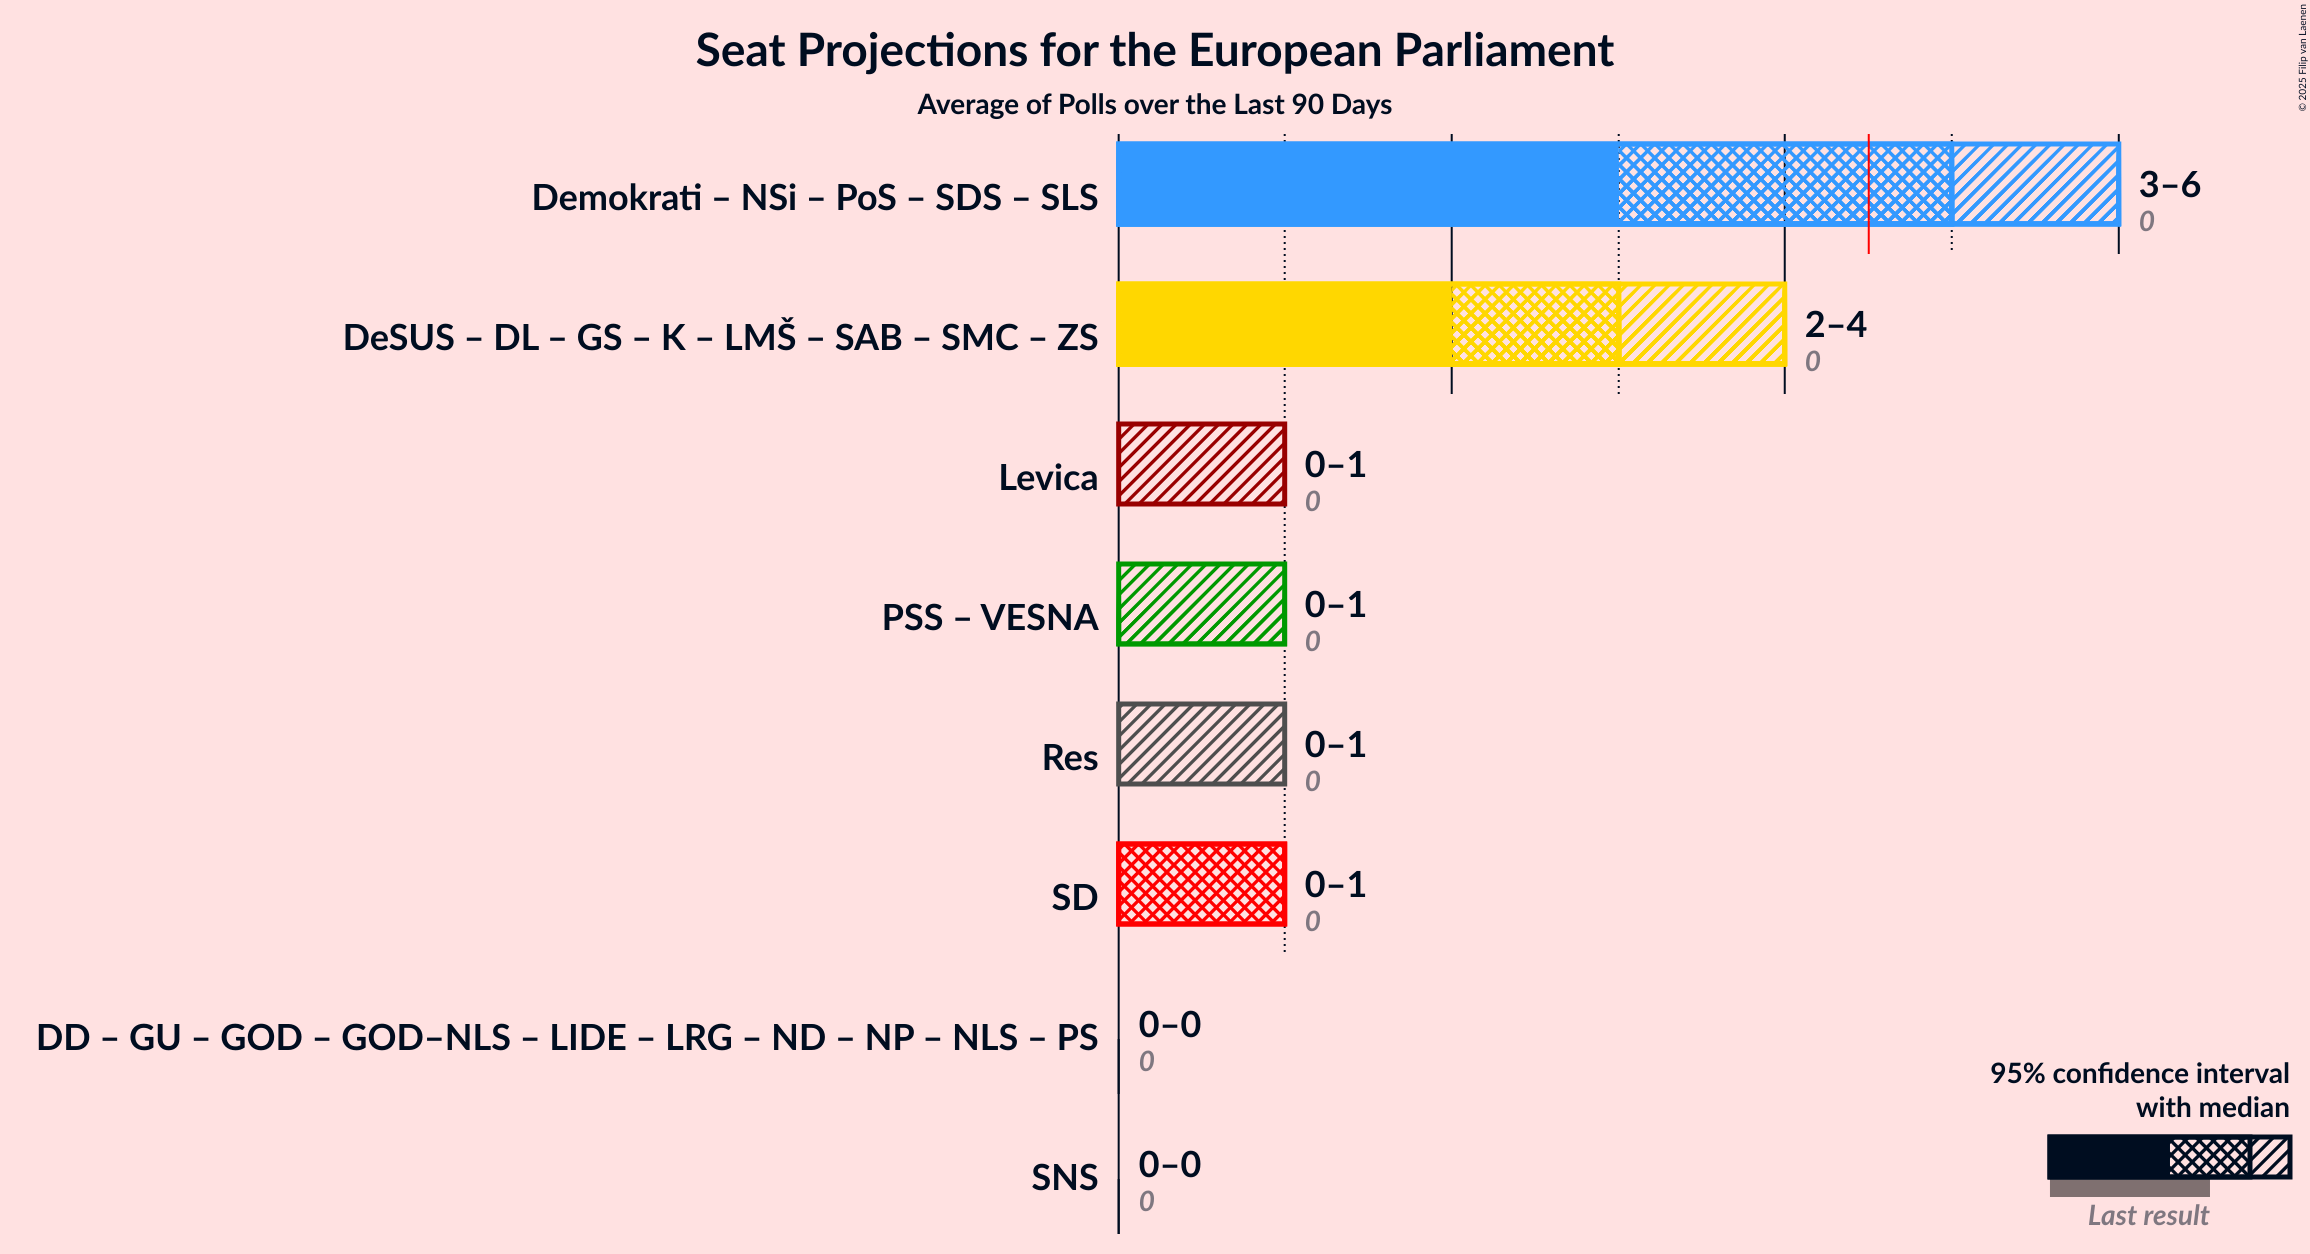 Seat Projections for the European Parliament
Average of Polls over the Last 90 Days
© 2025 Filip van Laenen
Demokrati – NSi – PoS – SDS – SLS
3–6
0
DeSUS – DL – GS – K – LMŠ – SAB – SMC – ZS
2–4
0
Levica
0–1
0
PSS – VESNA
0–1
0
Res
0–1
0
SD
0–1
0
DD – GU – GOD – GOD–NLS – LIDE – LRG – ND – NP – NLS – PS
0–0
0
SNS
0–0
0
95% confidence interval
with median
Last result